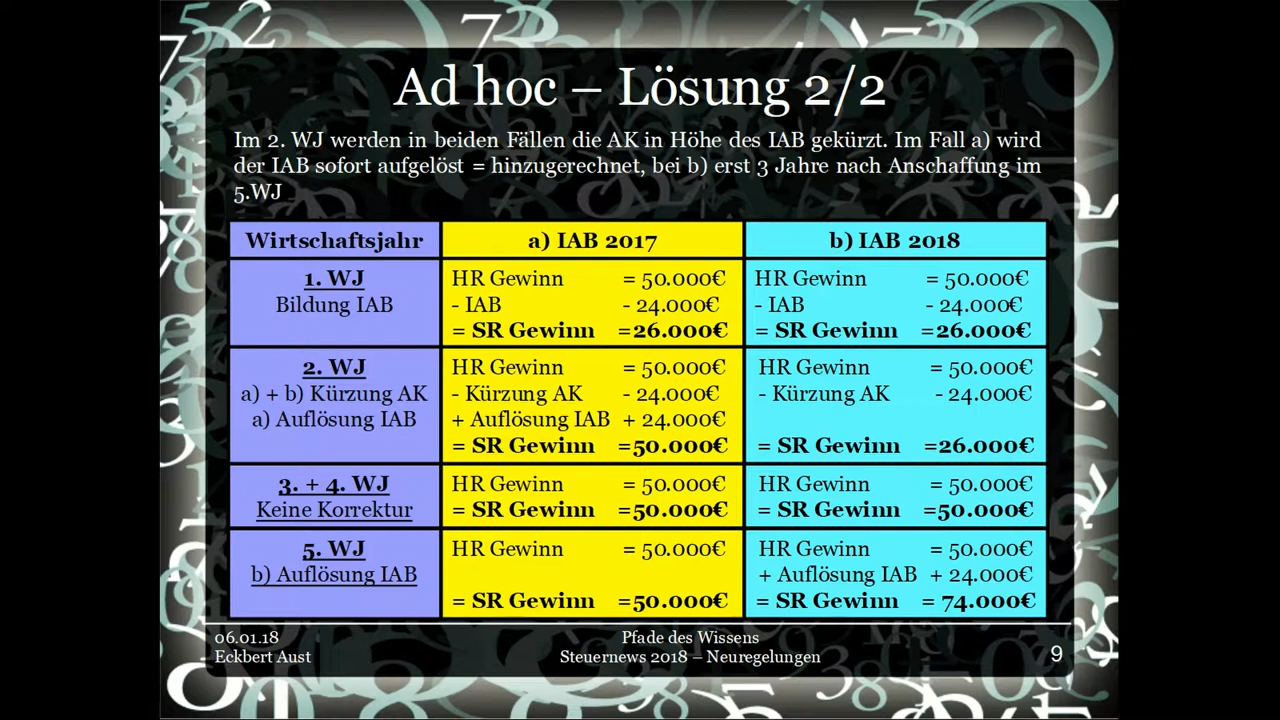 Ad hoc – Lösung 2/2
Im 2. WJ werden in beiden Fällen die AK in Höhe des IAB gekürzt. Im Fall a) wird
der IAB sofort aufgelöst = hinzugerechnet, bei b) erst 3 Jahre nach Anschaffung im
5.WJ
Wirtschaftsjahr a) IAB 2017 b) IAB 2018
1. WJ
Bildung IAB
HR Gewinn = 50.000€
- IAB - 24.000€
= SR Gewinn =26.000€
HR Gewinn = 50.000€
- IAB - 24.000€
= SR Gewinn =26.000€
2. WJ
a) + b) Kürzung AK
a) Auflösung IAB
HR Gewinn = 50.000€
- Kürzung AK - 24.000€
+ Auflösung IAB + 24.000€
= SR Gewinn =50.000€
HR Gewinn = 50.000€
- Kürzung AK - 24.000€
= SR Gewinn =26.000€
3. + 4. WJ
Keine Korrektur
HR Gewinn = 50.000€
= SR Gewinn =50.000€
HR Gewinn = 50.000€
= SR Gewinn =50.000€
5. WJ
b) Auflösung IAB
HR Gewinn = 50.000€
= SR Gewinn =50.000€
HR Gewinn = 50.000€
+ Auflösung IAB + 24.000€
= SR Gewinn = 74.000€
06.01.18
Eckbert Aust
Pfade des Wissens
Steuernews 2018 – Neuregelungen
9